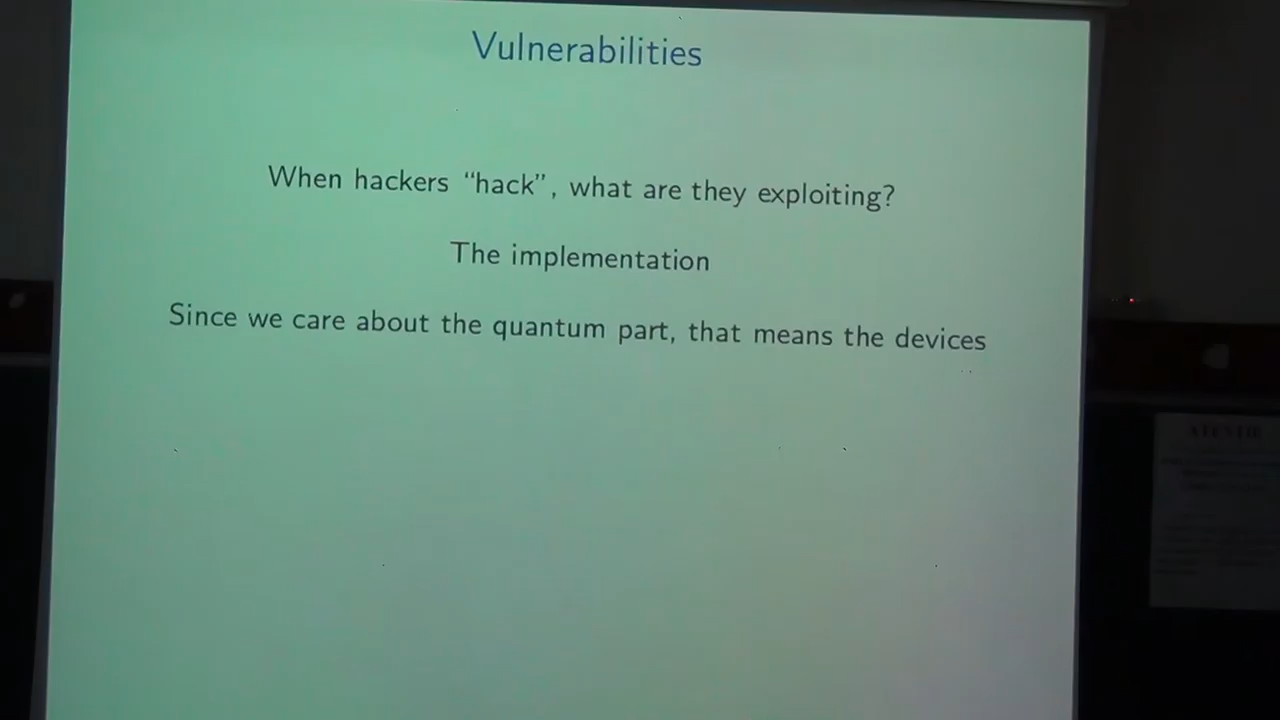 Vulnerabilities
When hackers “hack”, what are they exploiting?
The implementation
Since we care about the quantum part, that means the devices